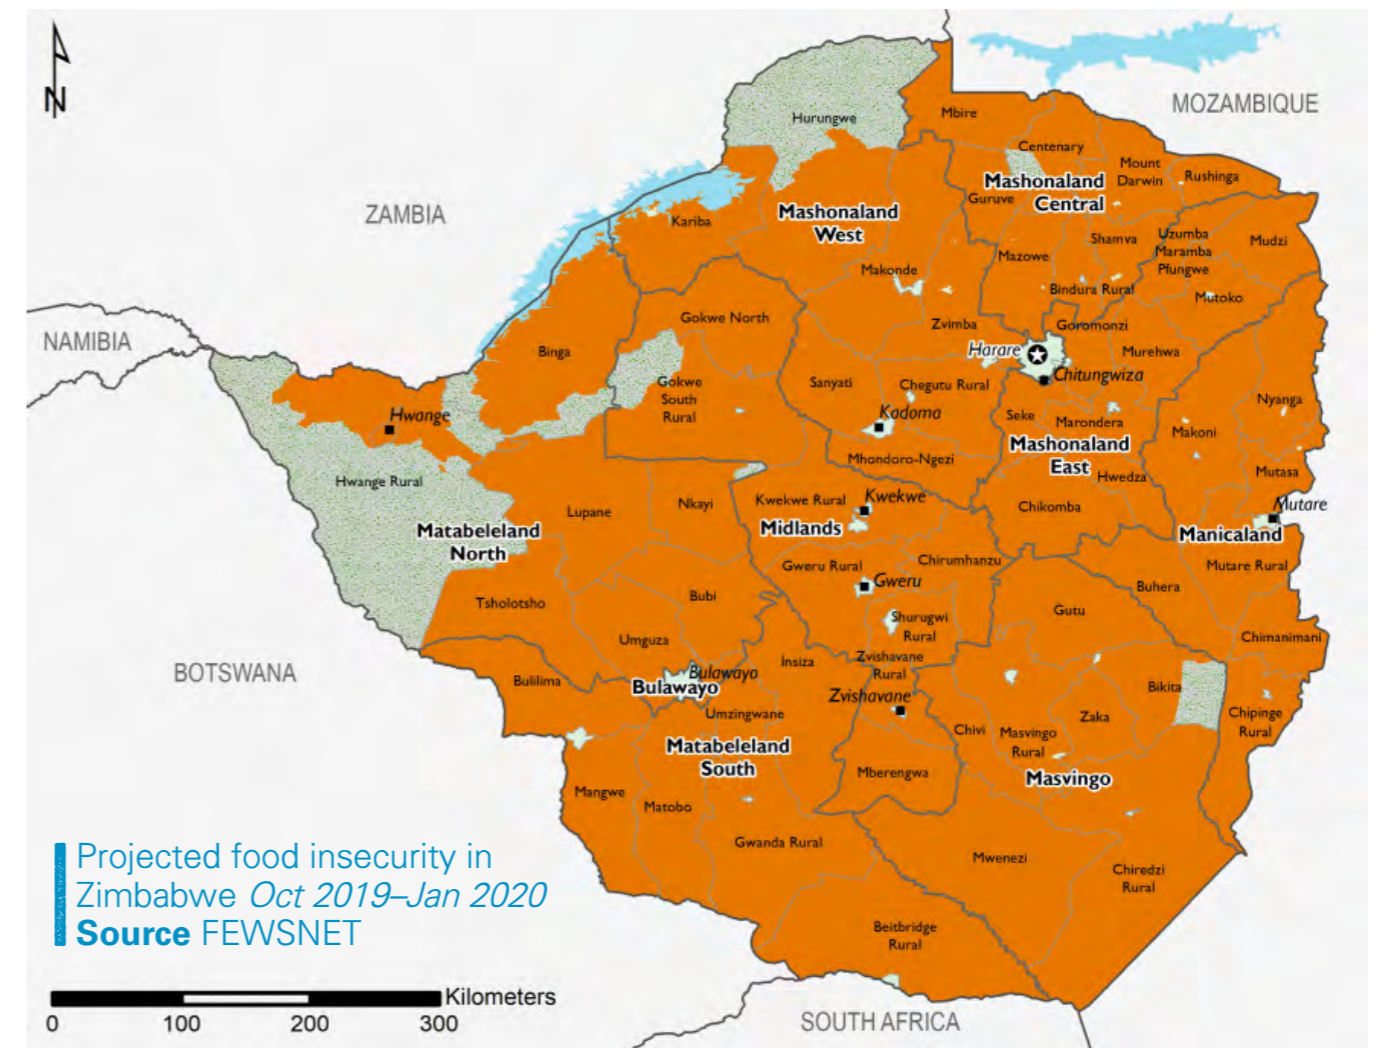 N
MOZAMBIQUE
Hurungwe
Mbire
Centenary
Mount
Darwin
Rushinga
Mashonaland
Central
Guruve
ZAMBIA
Kariba
Mashonaland
West
Shamva
Uzumba
Maramba
Pfungwe
Mudzi
Mazowe
Makonde
Bindura Rural
Mutoko
Gokwe North
Zvimba
Goromonzi
NAMIBIA
Binga
Harare
Murehwa
Chitungwiza
Gokwe
South
Rural
Sanyati
Chegutu Rural
Hwange
Kadoma
Seke
Marondera
Nyanga
Makoni
Mashonaland
East
Mhondoro-Ngezi
Hwedza
Mutasa
Hwange Rural
Nkayi
Kwekwe Rural
Kwekwe
Chikomba
Mutare
Lupane
Midlands
Matabeleland
North
Manicaland
Gweru Rural
Chirumhanzu
Mutare Rural
Gweru
Buhera
Tsholotsho
Bubi
Gutu
Shurugwi
Rural
Umguza
Chimanimani
Insiza
Zvishavane
Rural
BOTSWANA
Bulilima
Bulawayo
Bulawayo
Bikita
Zvishavane
Umzingwane
Zaka
Chipinge
Rural
Chivi
Masvingo
Rural
Matabeleland
South
Mberengwa
Masvingo
Mangwe
Matobo
Gwanda Rural
Mwenezi
Chiredzi
Rural
Beitbridge
Rural
Projected food insecurity in
Zimbabwe Oct 2019–Jan 2020
Source FEWSNET
Kilometers
0 100 200 300
SOUTH AFRICA